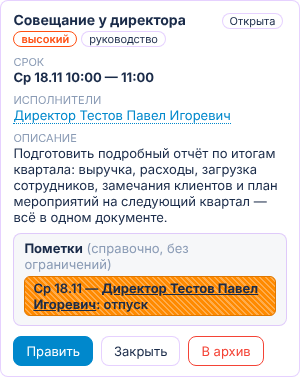 Совещание у директора
Открыта
высокий
руководство
СРОК
Ср 18.11 10:00 — 11:00
ИСПОЛНИТЕЛИ
Директор Тестов Павел Игоревич
ОПИСАНИЕ
Подготовить подробный отчёт по итогам
квартала: выручка, расходы, загрузка
сотрудников, замечания клиентов и план
мероприятий на следующий квартал —
всё в одном документе.
Пометки (справочно, без
ограничений)
Ср 18.11 — Директор Тестов Павел
Игоревич: отпуск
Править
Закрыть
В архив